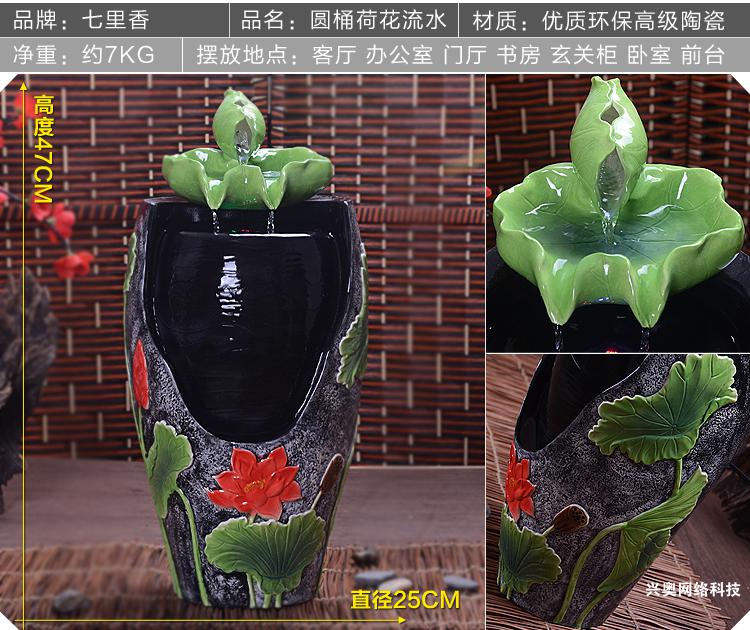 品牌：七里香 品名：圆桶荷花流水 材质：优质环保高级陶瓷
净重：约7KG 摆放地点：客厅 办公室 门厅 书房 玄关柜 卧室 前台
高度47CM
直径25CM
兴奥网络科技